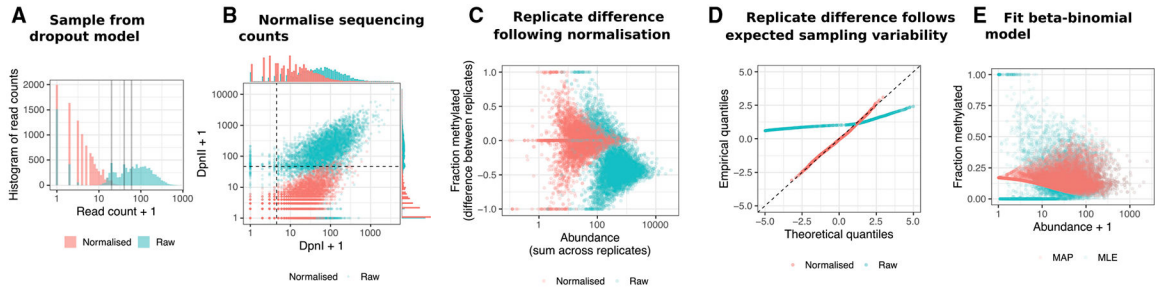 A
Sample from
dropout model
Histogram of read counts
2000
1500
1000
500
0
1
10
100
1000
Read count + 1
Normalised
Raw
B
Normalise sequencing
counts
DpnII + 1
10000
1000
100
10
1
1
10
100
1000
DpnI + 1
Normalised
Raw
C
Replicate difference
following normalisation
Fraction methylated
(difference between replicates)
1.0
0.5
0.0
−0.5
−1.0
1
100
10000
Abundance
(sum across replicates)
Normalised
Raw
D
Replicate difference follows
expected sampling variability
Empirical quantiles
5.0
2.5
0.0
−2.5
−5.0
−5.0
−2.5
0.0
2.5
5.0
Theoretical quantiles
Normalised
Raw
E
Fit beta-binomial
model
Fraction methylated
1.00
0.75
0.50
0.25
0.00
1
10
100
1000
Abundance + 1
MAP
MLE